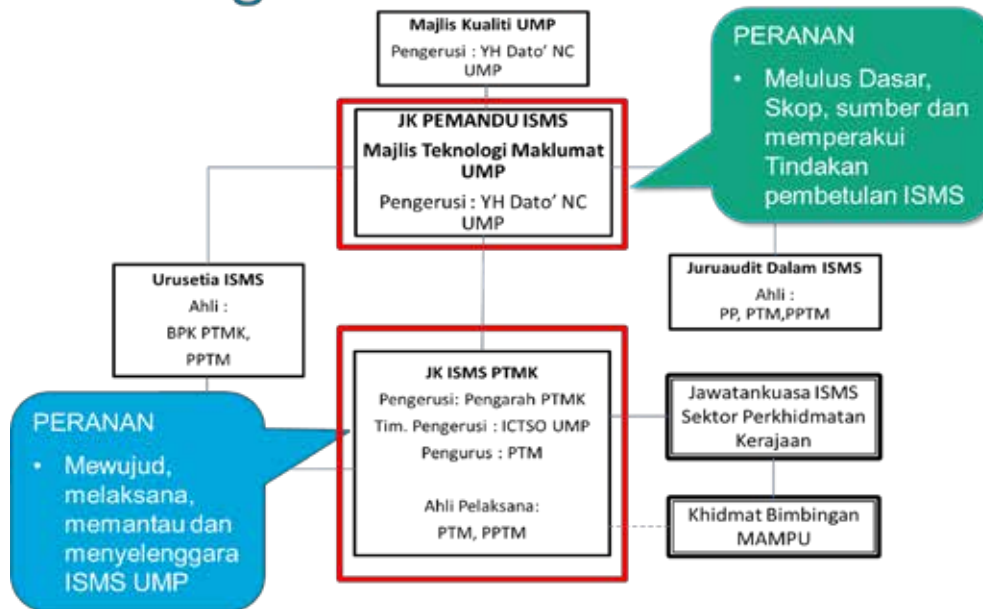 Majlis Kualiti UMP
Pengerusi : YH Dato' NC
UMP
PERANAN
• Melulus Dasar,
Skop, sumber dan
memperakui
Tindakan
pembetulan ISMS
JK PEMANDU ISMS
Majlis Teknologi Maklumat
UMP
Pengerusi : YH Dato' NC
UMP
Urusetia ISMS
Ahli :
BPK PTMK,
PPTM
Juruaudit Dalam ISMS
Ahli :
PP, PTM,PPTM
JK ISMS PTMK
Pengerusi: Pengarah PTMK
Tim. Pengerusi : ICTSO UMP
Pengurus : PTM
Ahli Pelaksana:
PTM, PPTM
Jawatankuasa ISMS
Sektor Perkhidmatan
Kerajaan
Khidmat Bimbingan
MAMPU
PERANAN
• Mewujud,
melaksana,
memantau dan
menyelenggara
ISMS UMP